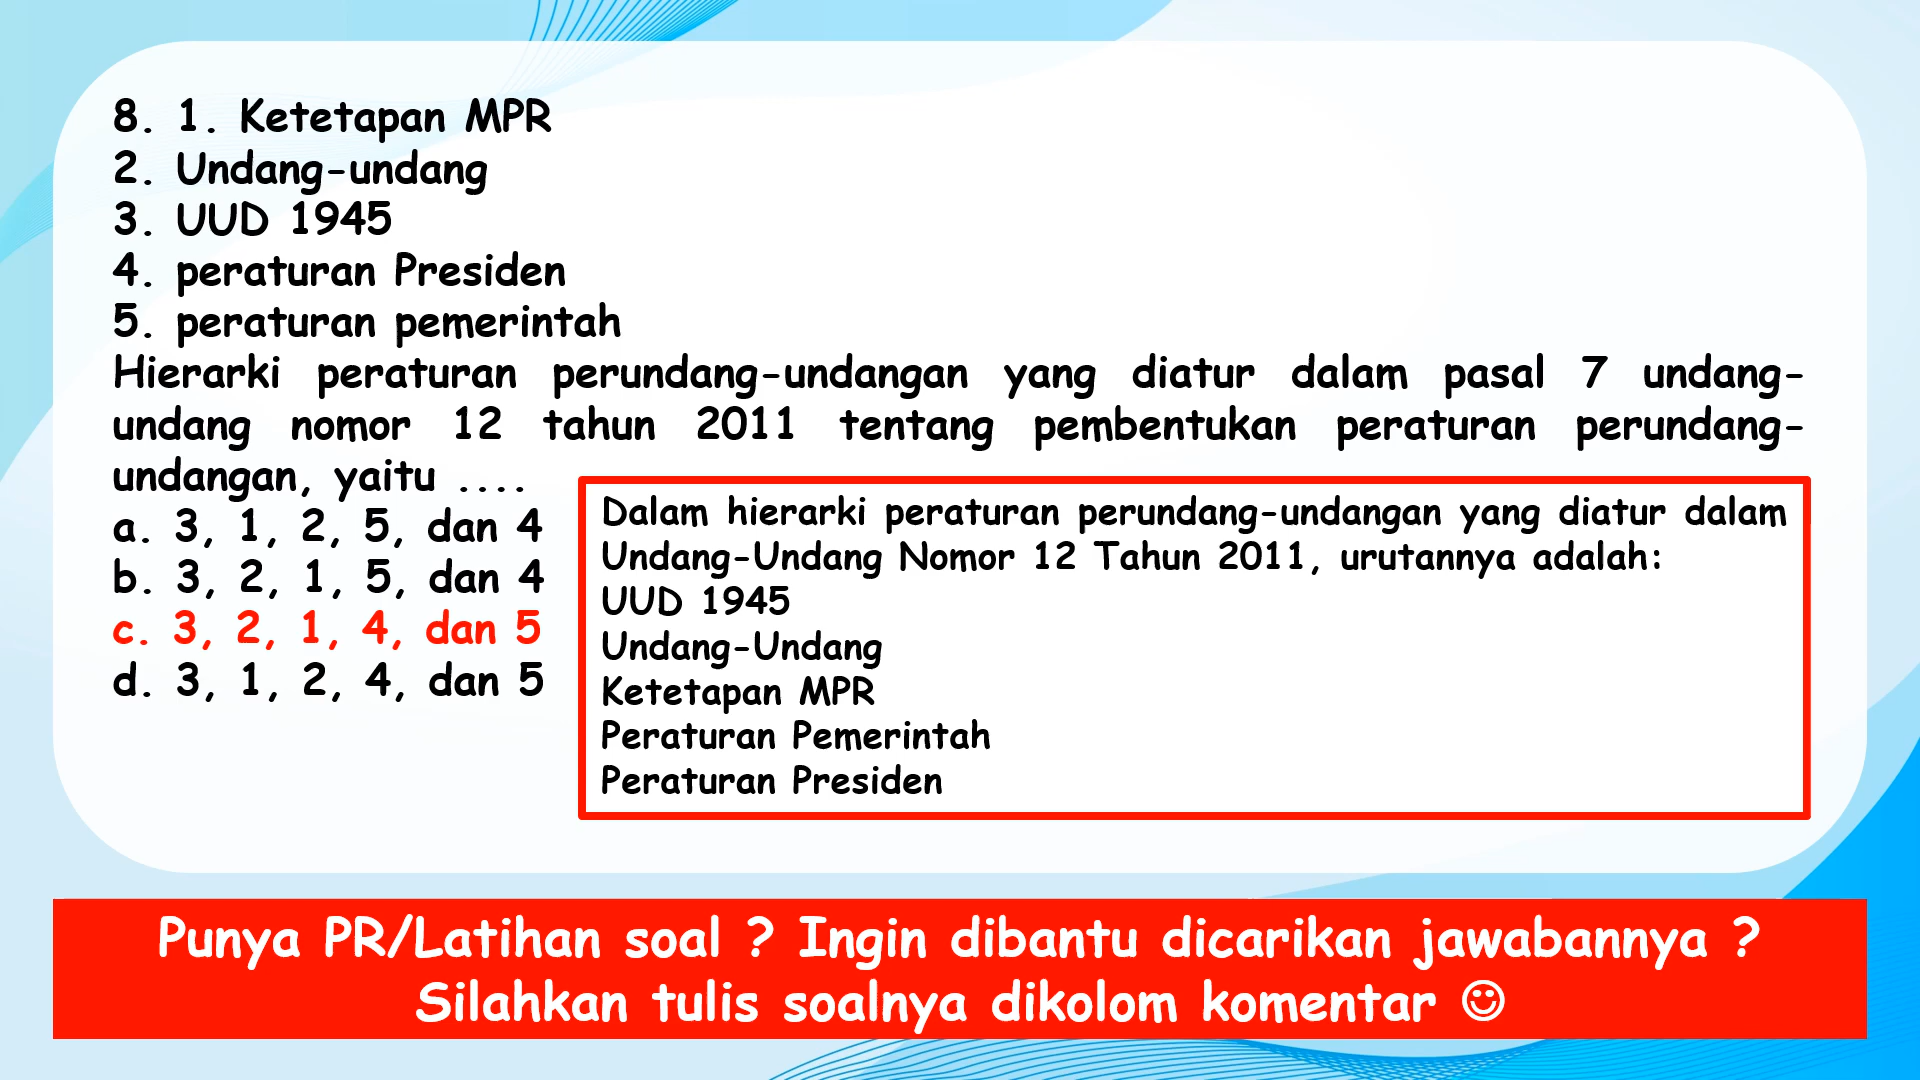 8. 1. Ketetapan MPR
2. Undang-undang
3. UUD 1945
4. peraturan Presiden
5. peraturan pemerintah
Hierarki peraturan perundang-undangan yang diatur dalam pasal 7 undang-
undang nomor 12 tahun 2011 tentang pembentukan peraturan perundang-
undangan, yaitu ....
a. 3, 1, 2, 5, dan 4
b. 3, 2, 1, 5, dan 4
c. 3, 2, 1, 4, dan 5
d. 3, 1, 2, 4, dan 5
Dalam hierarki peraturan perundang-undangan yang diatur dalam
Undang-Undang Nomor 12 Tahun 2011, urutannya adalah:
UUD 1945
Undang-Undang
Ketetapan MPR
Peraturan Pemerintah
Peraturan Presiden
Punya PR/Latihan soal ? Ingin dibantu dicarikan jawabannya ?
Silahkan tulis soalnya dikolom komentar ☺